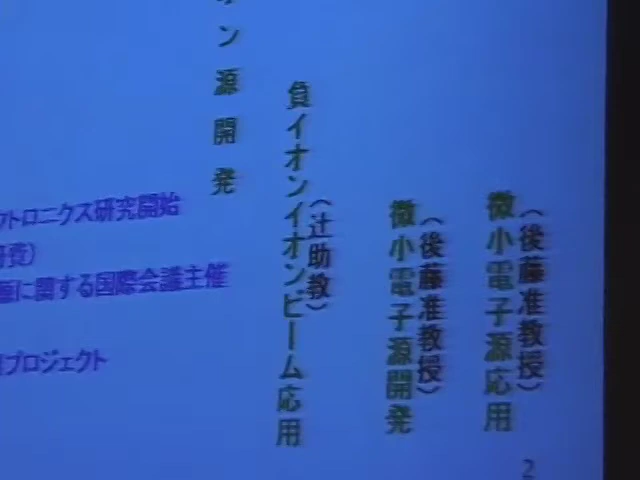 微小電子源応用
(後藤准教授)
微小電子源開発
(後藤准教授)
負イオンイオンビーム応用
(辻助教)
オン源開発
クトロニクス研究開始
に関する国際会議主催
プロジェクト
2